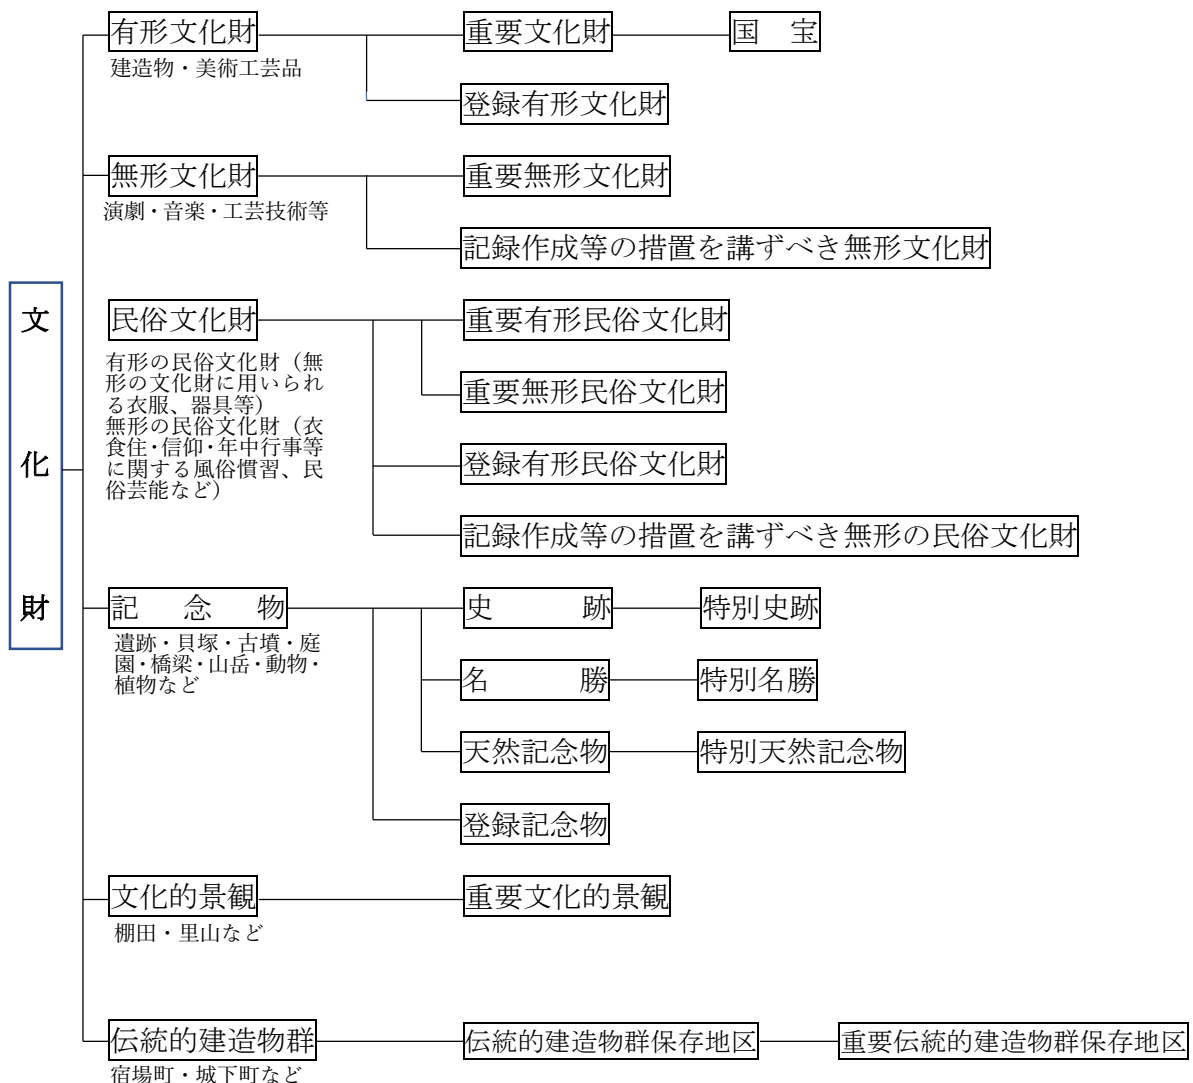 文化財
有形文化財
建造物・美術工芸品
重要文化財
国　宝
登録有形文化財
無形文化財
演劇・音楽・工芸技術等
重要無形文化財
記録作成等の措置を講ずべき無形文化財
民俗文化財
有形の民俗文化財（無
形の文化財に用いられ
る衣服、器具等）
無形の民俗文化財（衣
食住・信仰・年中行事等
に関する風俗慣習、民
俗芸能など）
重要有形民俗文化財
重要無形民俗文化財
登録有形民俗文化財
記録作成等の措置を講ずべき無形の民俗文化財
記　念　物
遺跡・貝塚・古墳・庭
園・橋梁・山岳・動物・
植物など
史　　跡
特別史跡
名　　勝
特別名勝
天然記念物
特別天然記念物
登録記念物
文化的景観
棚田・里山など
重要文化的景観
伝統的建造物群
宿場町・城下町など
伝統的建造物群保存地区
重要伝統的建造物群保存地区